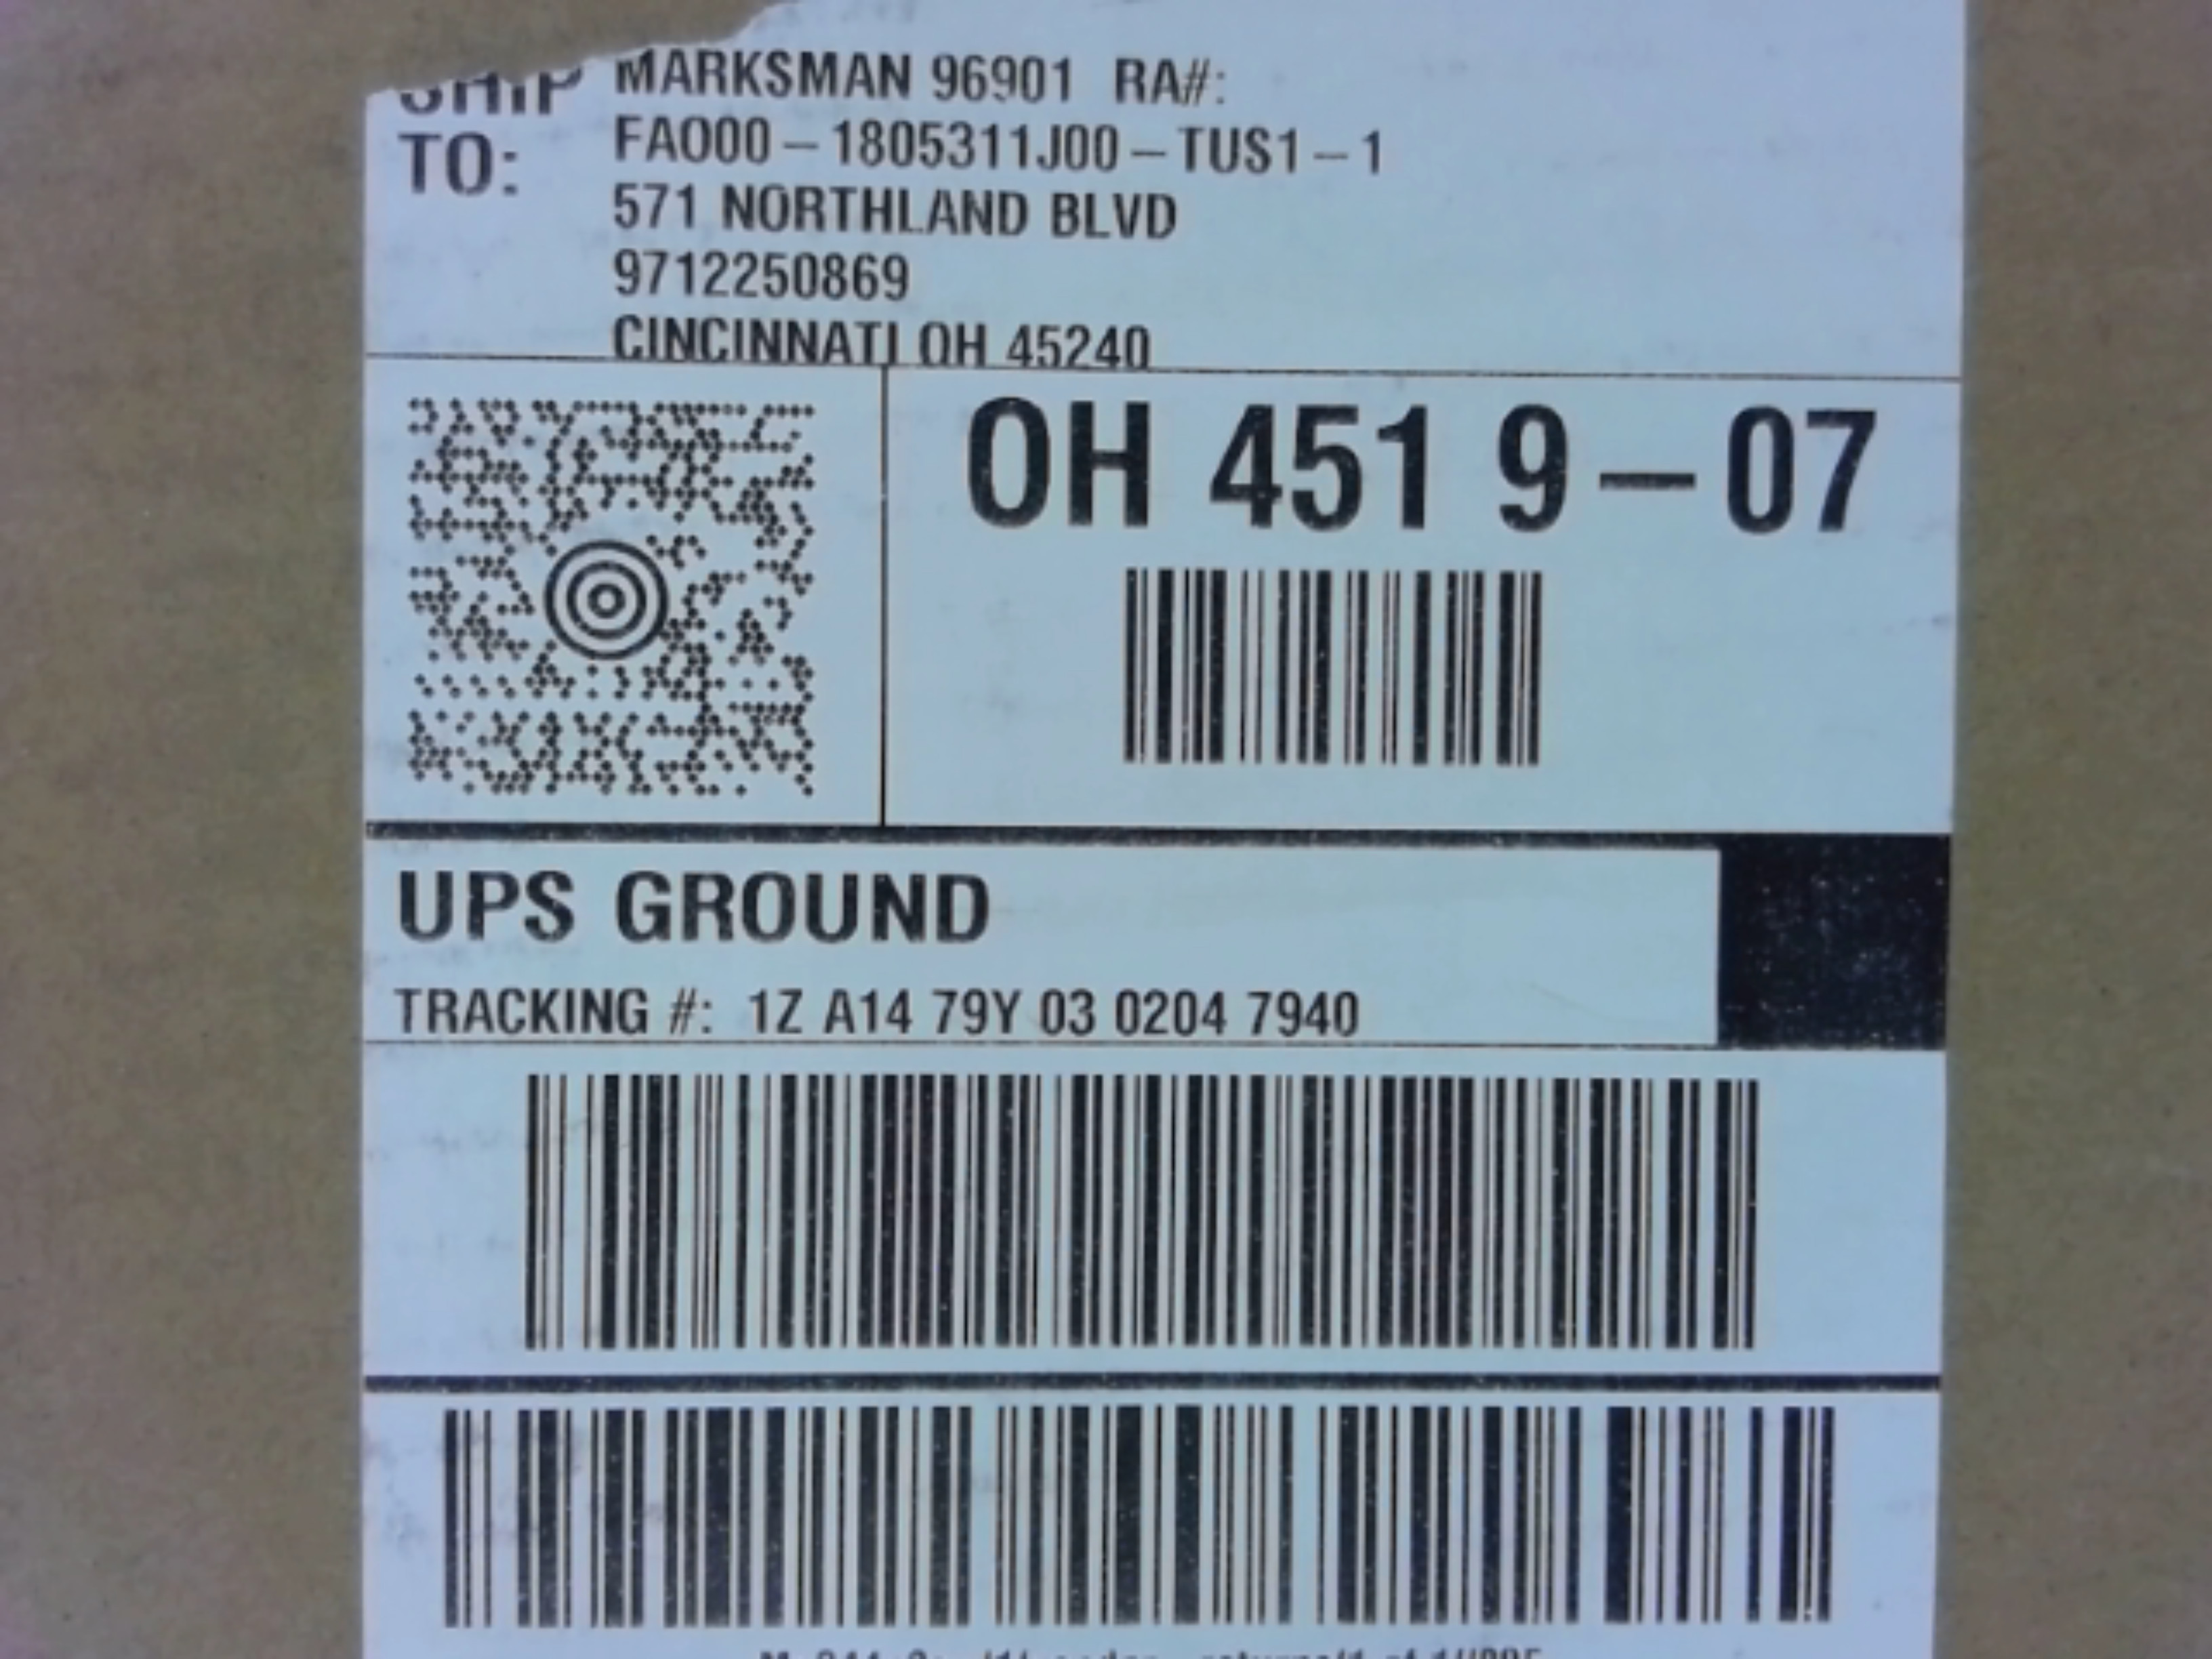 SHIP TO:
MARKSMAN 96901 RA#:
FA000-1805311J00-TUS1-1
571 NORTHLAND BLVD
9712250869
CINCINNATI OH 45240
OH 451 9-07
UPS GROUND
TRACKING #: 1Z A14 79Y 03 0204 7940